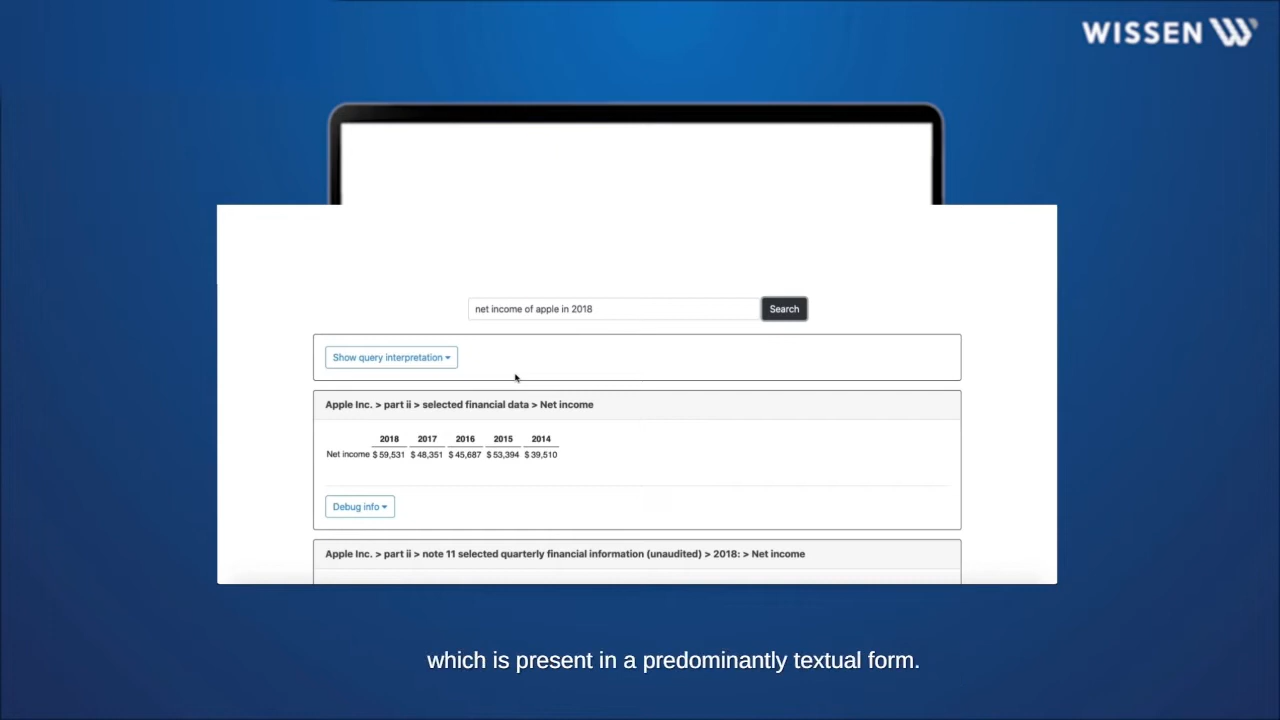 WISSEN
net income of apple in 2018
Search
Show query interpretation
Apple Inc. > part ii > selected financial data > Net income
2018 2017 2016 2015 2014
Net income $ 59,531 $ 48,351 $ 45,687 $ 53,394 $ 39,510
Debug info
Apple Inc. > part ii > note 11 selected quarterly financial information (unaudited) > 2018: > Net income
which is present in a predominantly textual form.